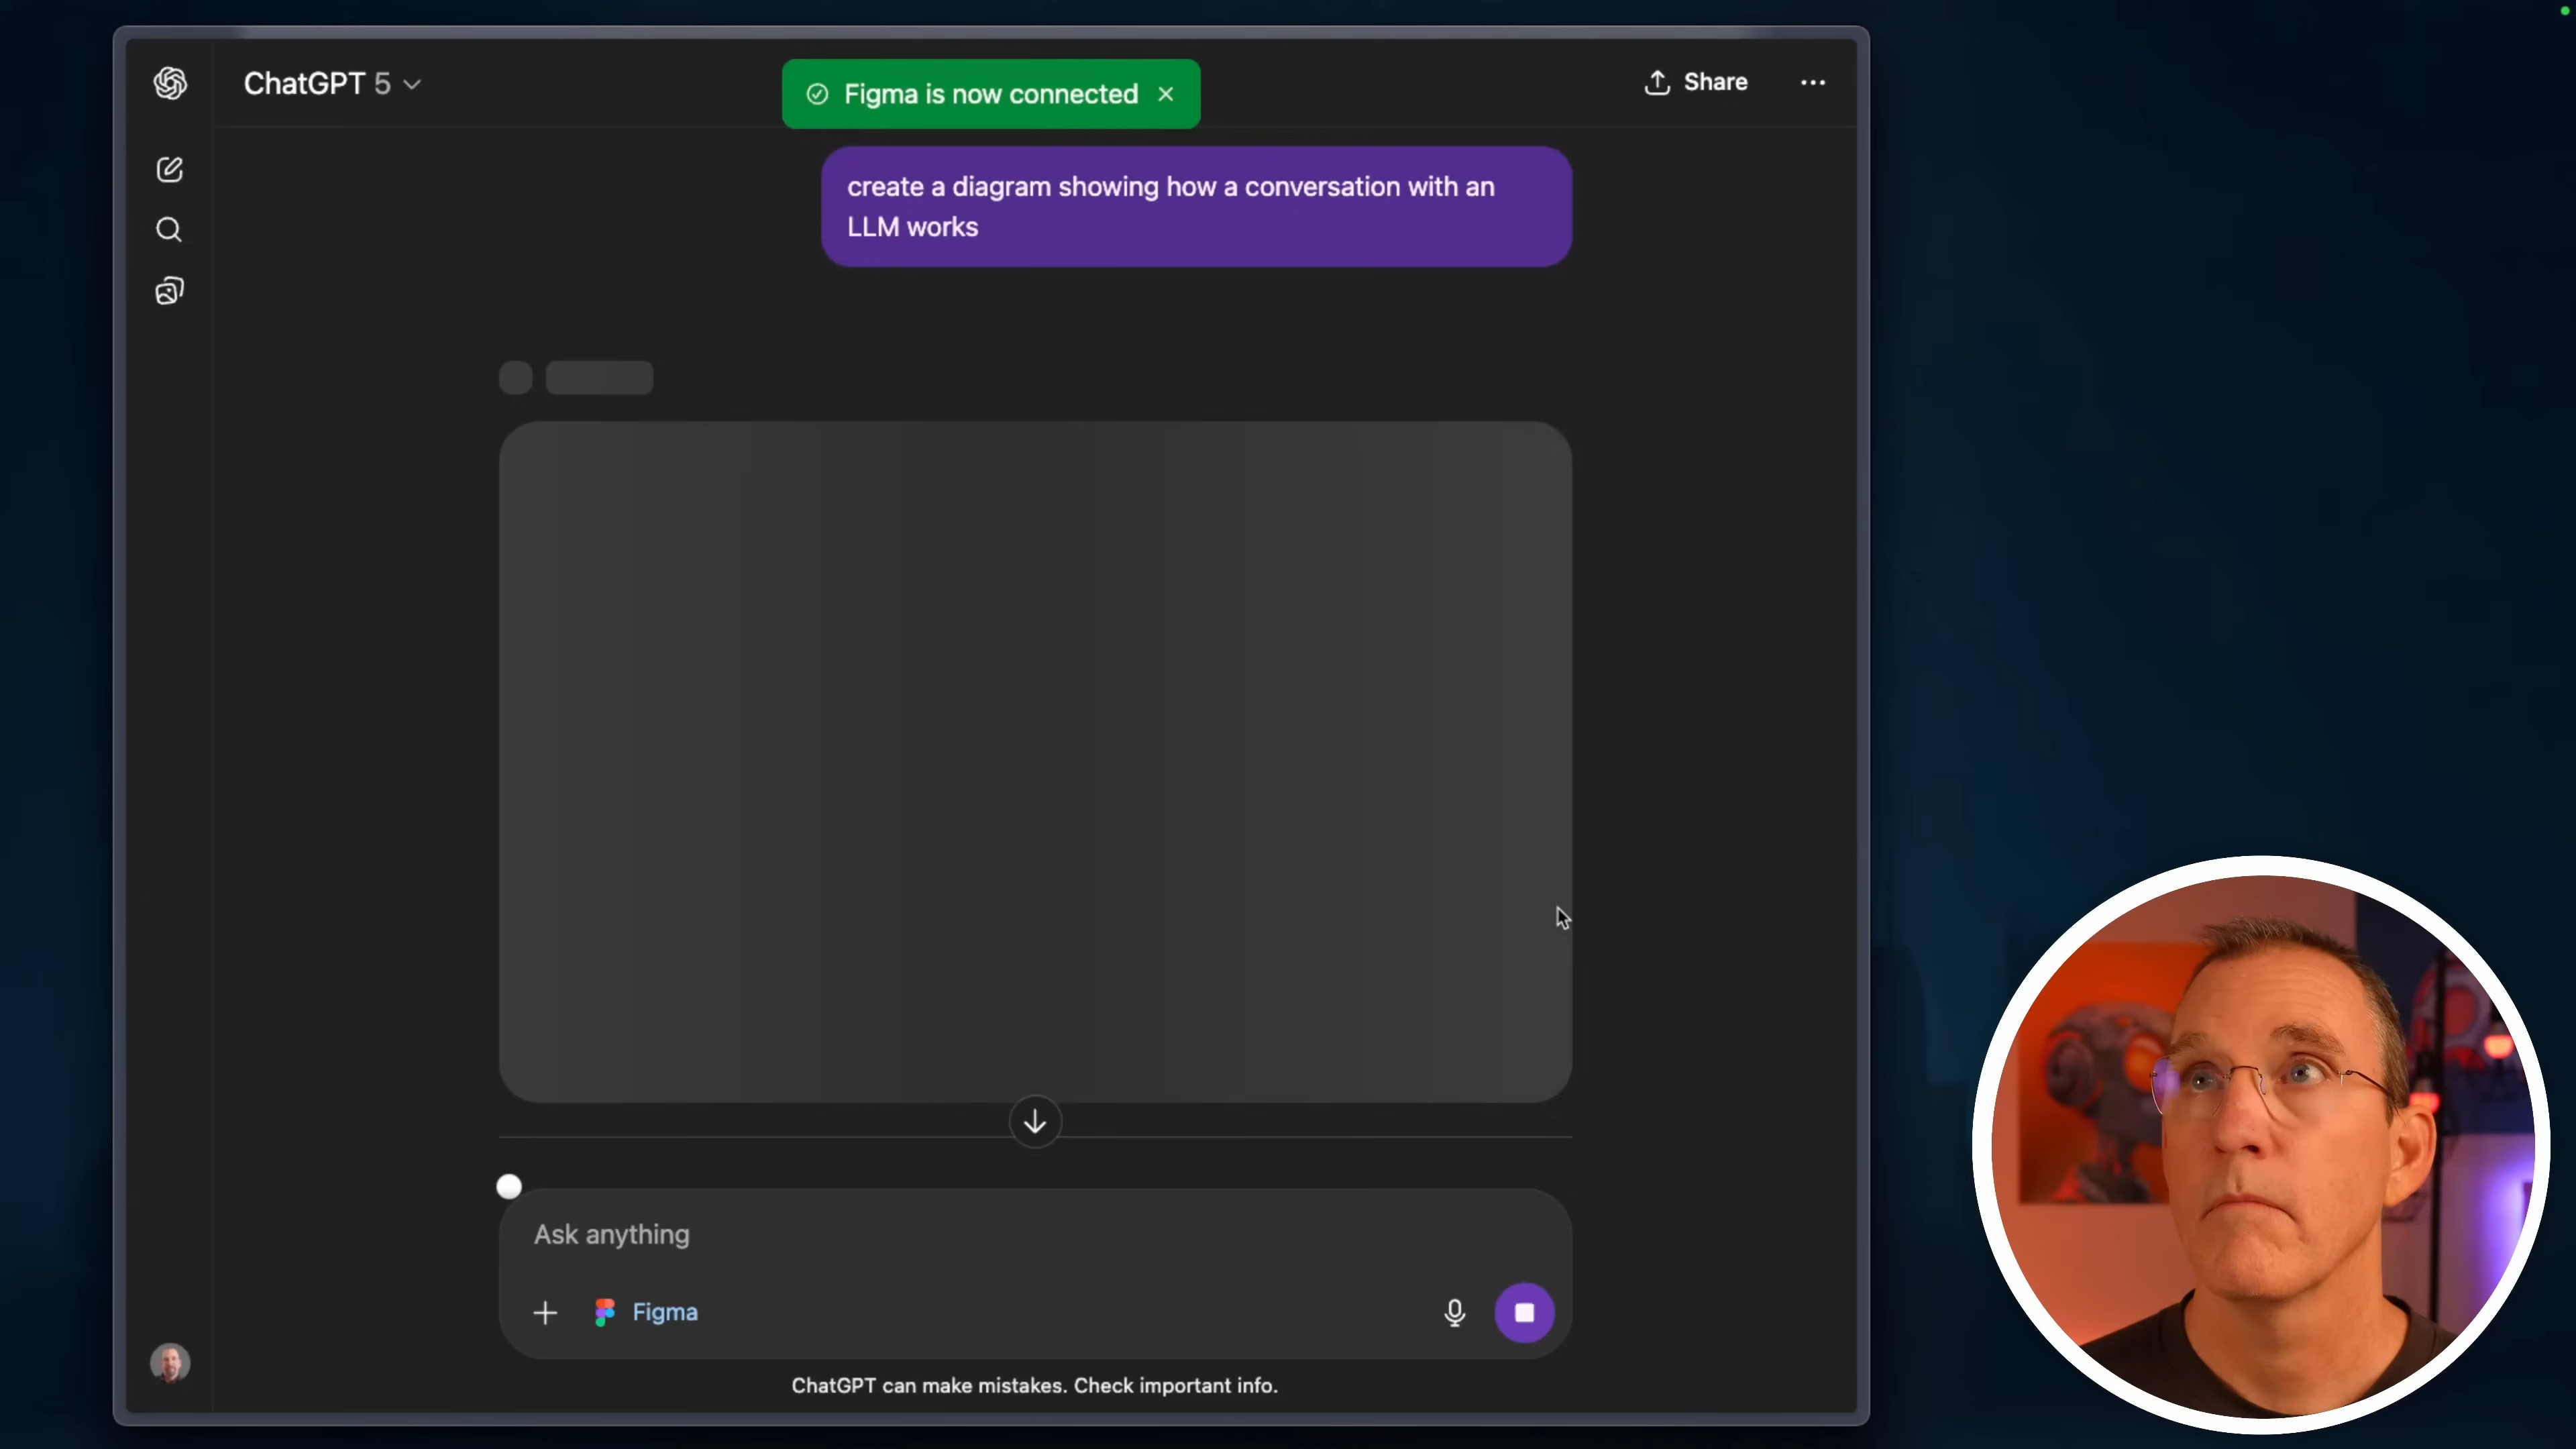 ChatGPT 5
Figma is now connected
Share
create a diagram showing how a conversation with an
LLM works
Ask anything
Figma
ChatGPT can make mistakes. Check important info.